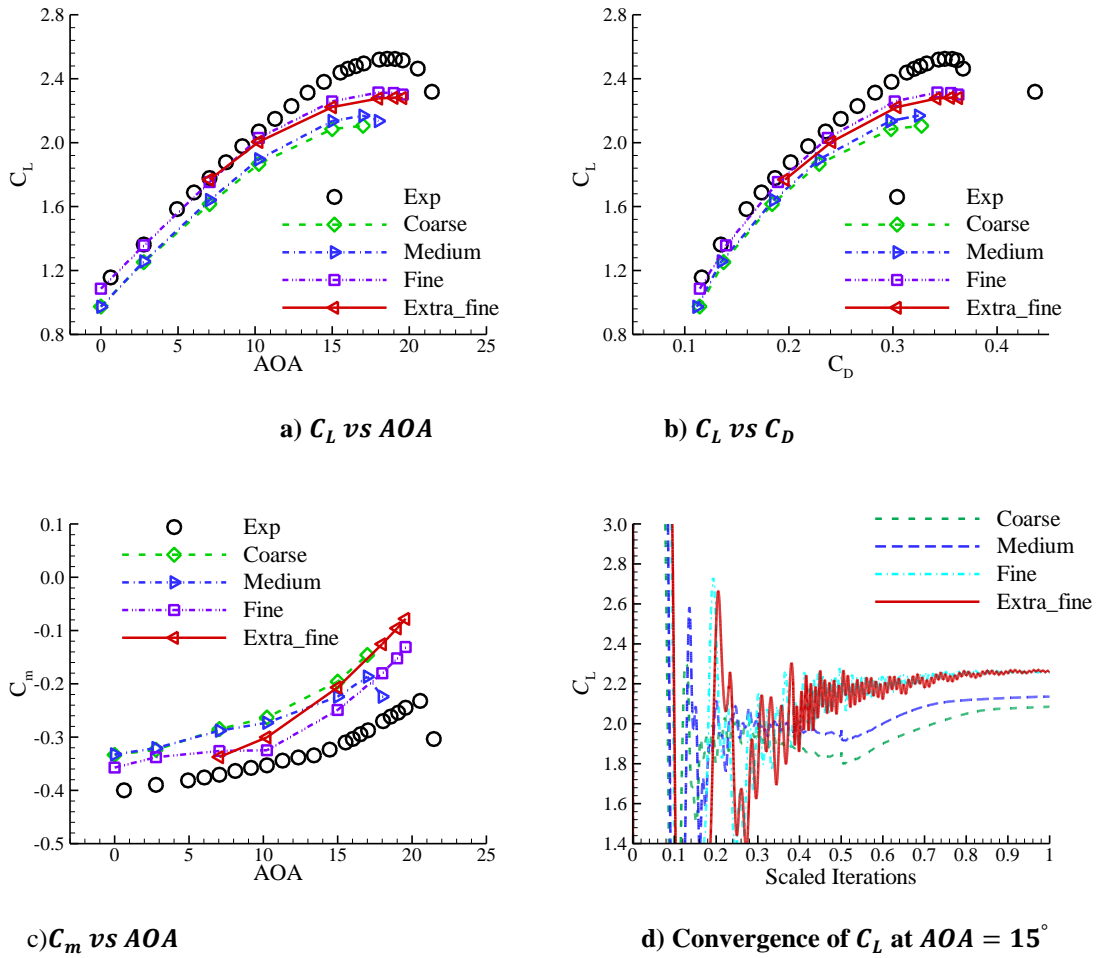 2.8
2.4
2.0
1.6
1.2
0.8
C_L
0 5 10 15 20 25
AOA
Exp
Coarse
Medium
Fine
Extra_fine
a) C_L vs AOA
2.8
2.4
2.0
1.6
1.2
0.8
C_L
0.1 0.2 0.3 0.4
C_D
Exp
Coarse
Medium
Fine
Extra_fine
b) C_L vs C_D
0.1
0.0
-0.1
-0.2
-0.3
-0.4
-0.5
C_m
0 5 10 15 20 25
AOA
Exp
Coarse
Medium
Fine
Extra_fine
c)C_m vs AOA
3.0
2.8
2.6
2.4
2.2
2.0
1.8
1.6
1.4
C_L
0 0.1 0.2 0.3 0.4 0.5 0.6 0.7 0.8 0.9 1
Scaled Iterations
Coarse
Medium
Fine
Extra_fine
d) Convergence of C_L at AOA = 15°